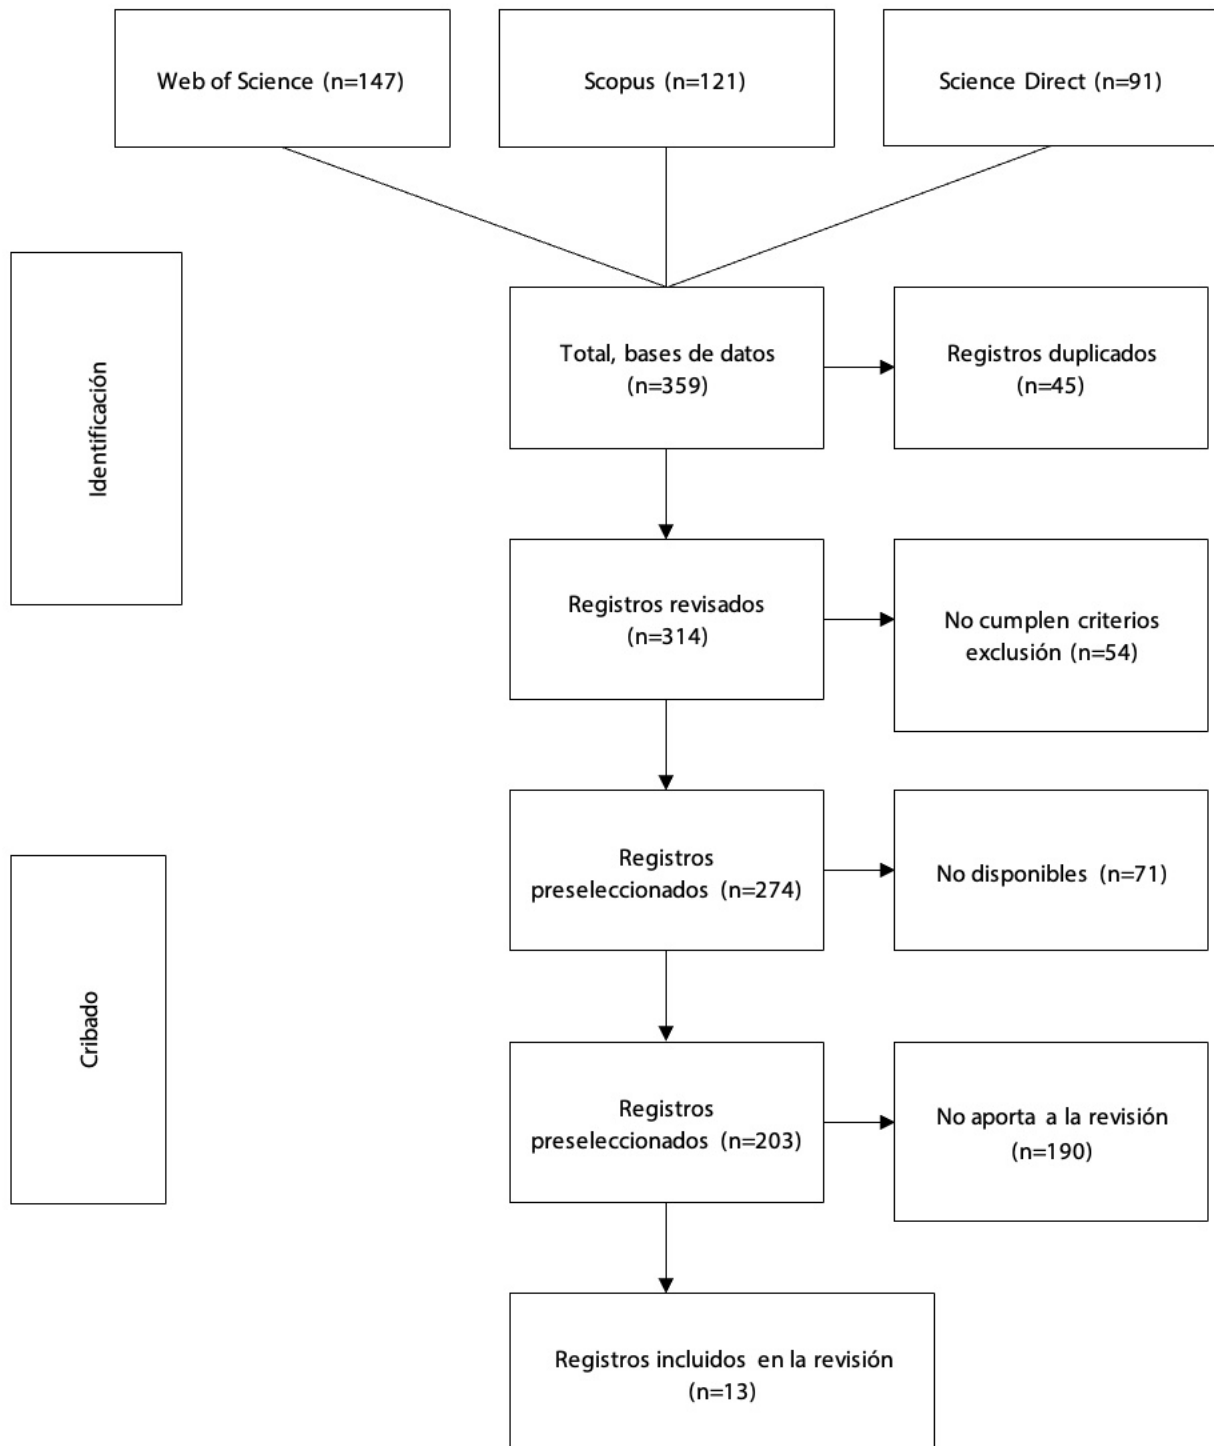 Web of Science (n=147)
Scopus (n=121)
Science Direct (n=91)
Identificación
Total, bases de datos
(n=359)
Registros duplicados
(n=45)
Registros revisados
(n=314)
No cumplen criterios
exclusión (n=54)
Cribado
Registros
preseleccionados (n=274)
No disponibles (n=71)
Registros
preseleccionados (n=203)
No aporta a la revisión
(n=190)
Registros incluidos en la revisión
(n=13)